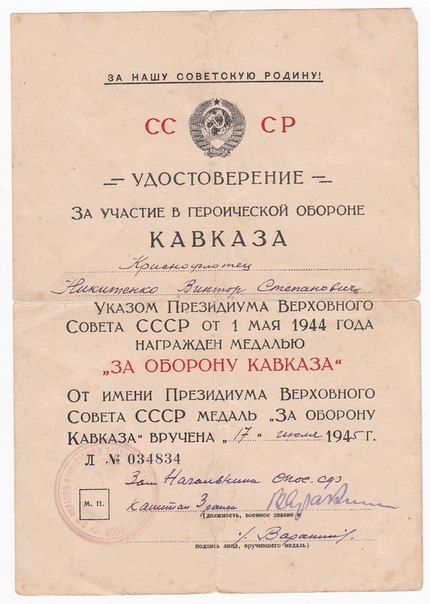 ЗА НАШУ СОВЕТСКУЮ РОДИНУ!
СС СР
УДОСТОВЕРЕНИЕ
ЗА УЧАСТИЕ В ГЕРОИЧЕСКОЙ ОБОРОНЕ
КАВКАЗА
Краснофлотец
Никитенко Виктор Степанович
УКАЗОМ ПРЕЗИДИУМА ВЕРХОВНОГО
СОВЕТА СССР ОТ 1 МАЯ 1944 ГОДА
НАГРАЖДЕН МЕДАЛЬЮ
„ЗА ОБОРОНУ КАВКАЗА“
ОТ ИМЕНИ ПРЕЗИДИУМА ВЕРХОВНОГО
СОВЕТА СССР МЕДАЛЬ „ЗА ОБОРОНУ
КАВКАЗА“ ВРУЧЕНА „17“ июля 1945 г.
Л № 034834
Зам Начальника
М. П.
капитан 3 ранга
(должность, военное звание и
/ Варакин /
подпись лица, вручившего медаль)